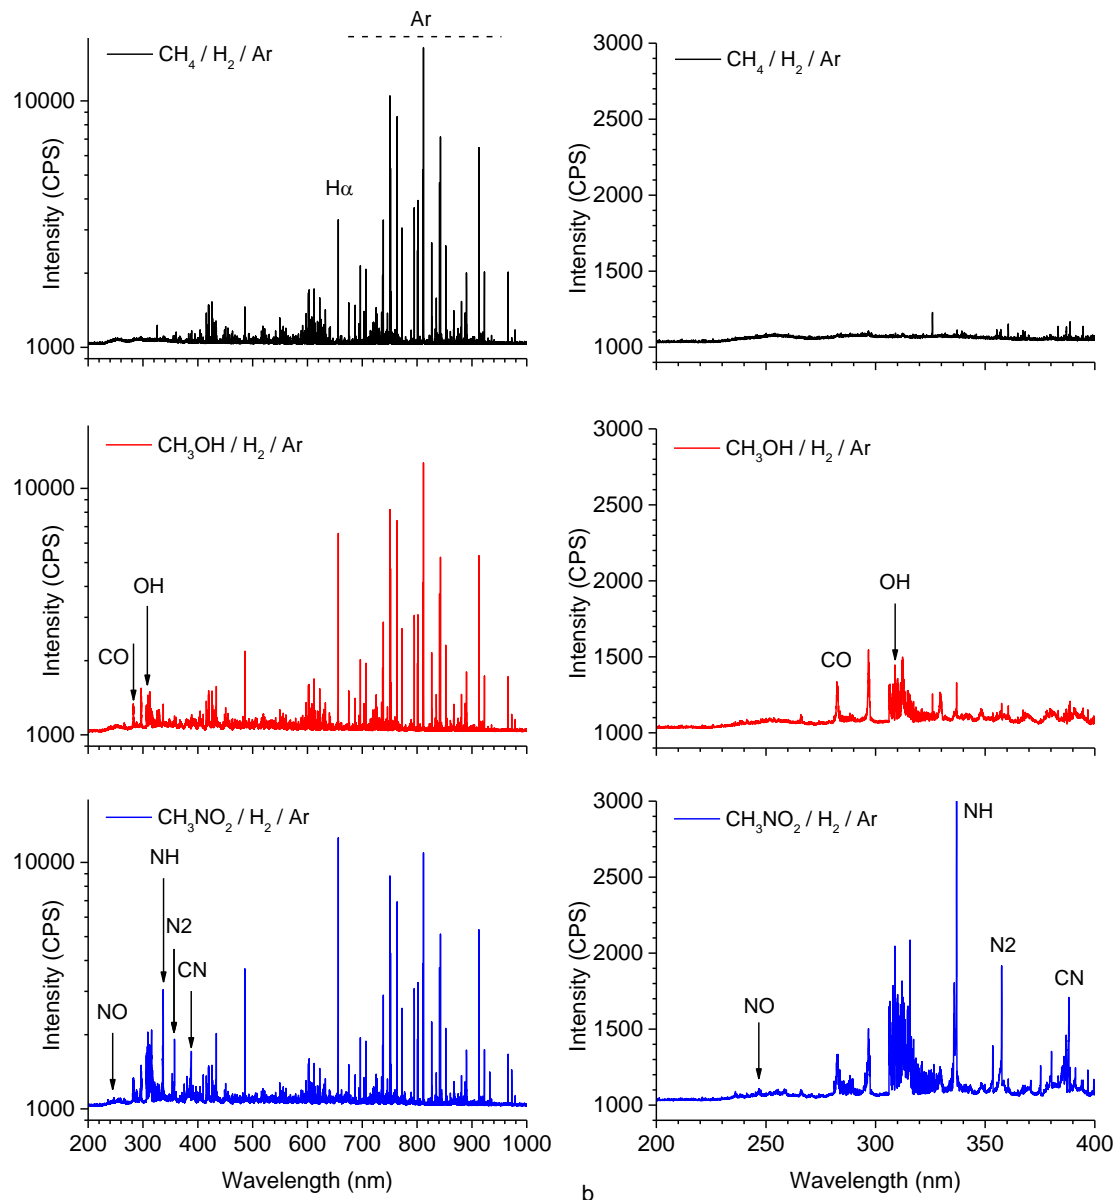 Ar
CH4 / H2 / Ar
10000
Hα
1000
Intensity (CPS)
CH4 / H2 / Ar
3000
2500
2000
1500
1000
Intensity (CPS)
CH3OH / H2 / Ar
10000
OH
CO
1000
Intensity (CPS)
CH3OH / H2 / Ar
3000
2500
2000
OH
1500
CO
1000
Intensity (CPS)
CH3NO2 / H2 / Ar
10000
NH
N2
CN
NO
1000
Intensity (CPS)
200 300 400 500 600 700 800 900 1000
Wavelength (nm)
CH3NO2 / H2 / Ar
3000
NH
2500
2000
N2
CN
NO
1500
1000
Intensity (CPS)
200 250 300 350 400
Wavelength (nm)
b